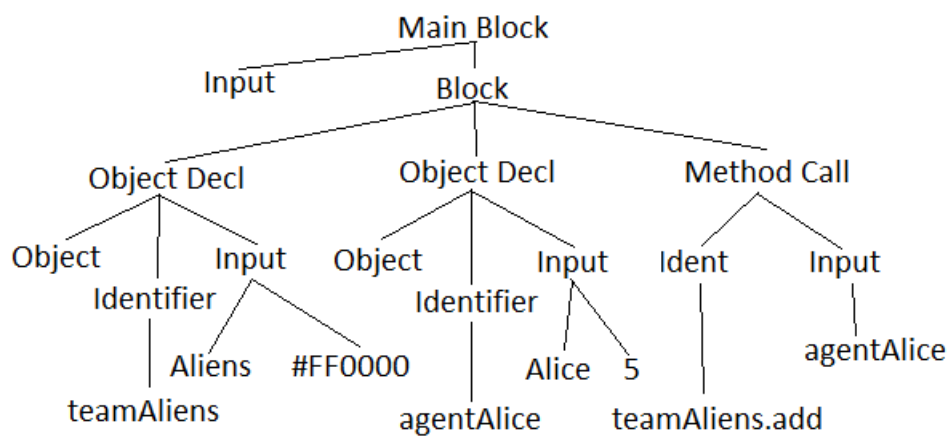 Main Block
Input
Block
Object Decl
Object Decl
Method Call
Object
Input
Object
Input
Ident
Input
Identifier
Identifier
Aliens
#FF0000
Alice
5
agentAlice
teamAliens
agentAlice
teamAliens.add